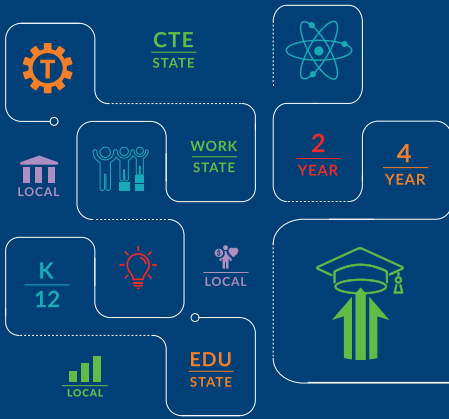 CTE
STATE
T
WORK
STATE
2
YEAR
4
YEAR
LOCAL
K
12
$
LOCAL
EDU
STATE
LOCAL